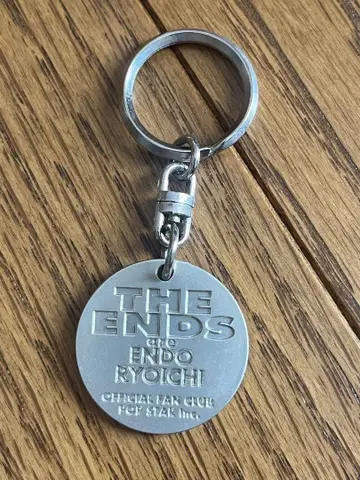 THE
ENDS
are
ENDO
RYOICHI
OFFICIAL FAN CLUB
POP STAR Inc.